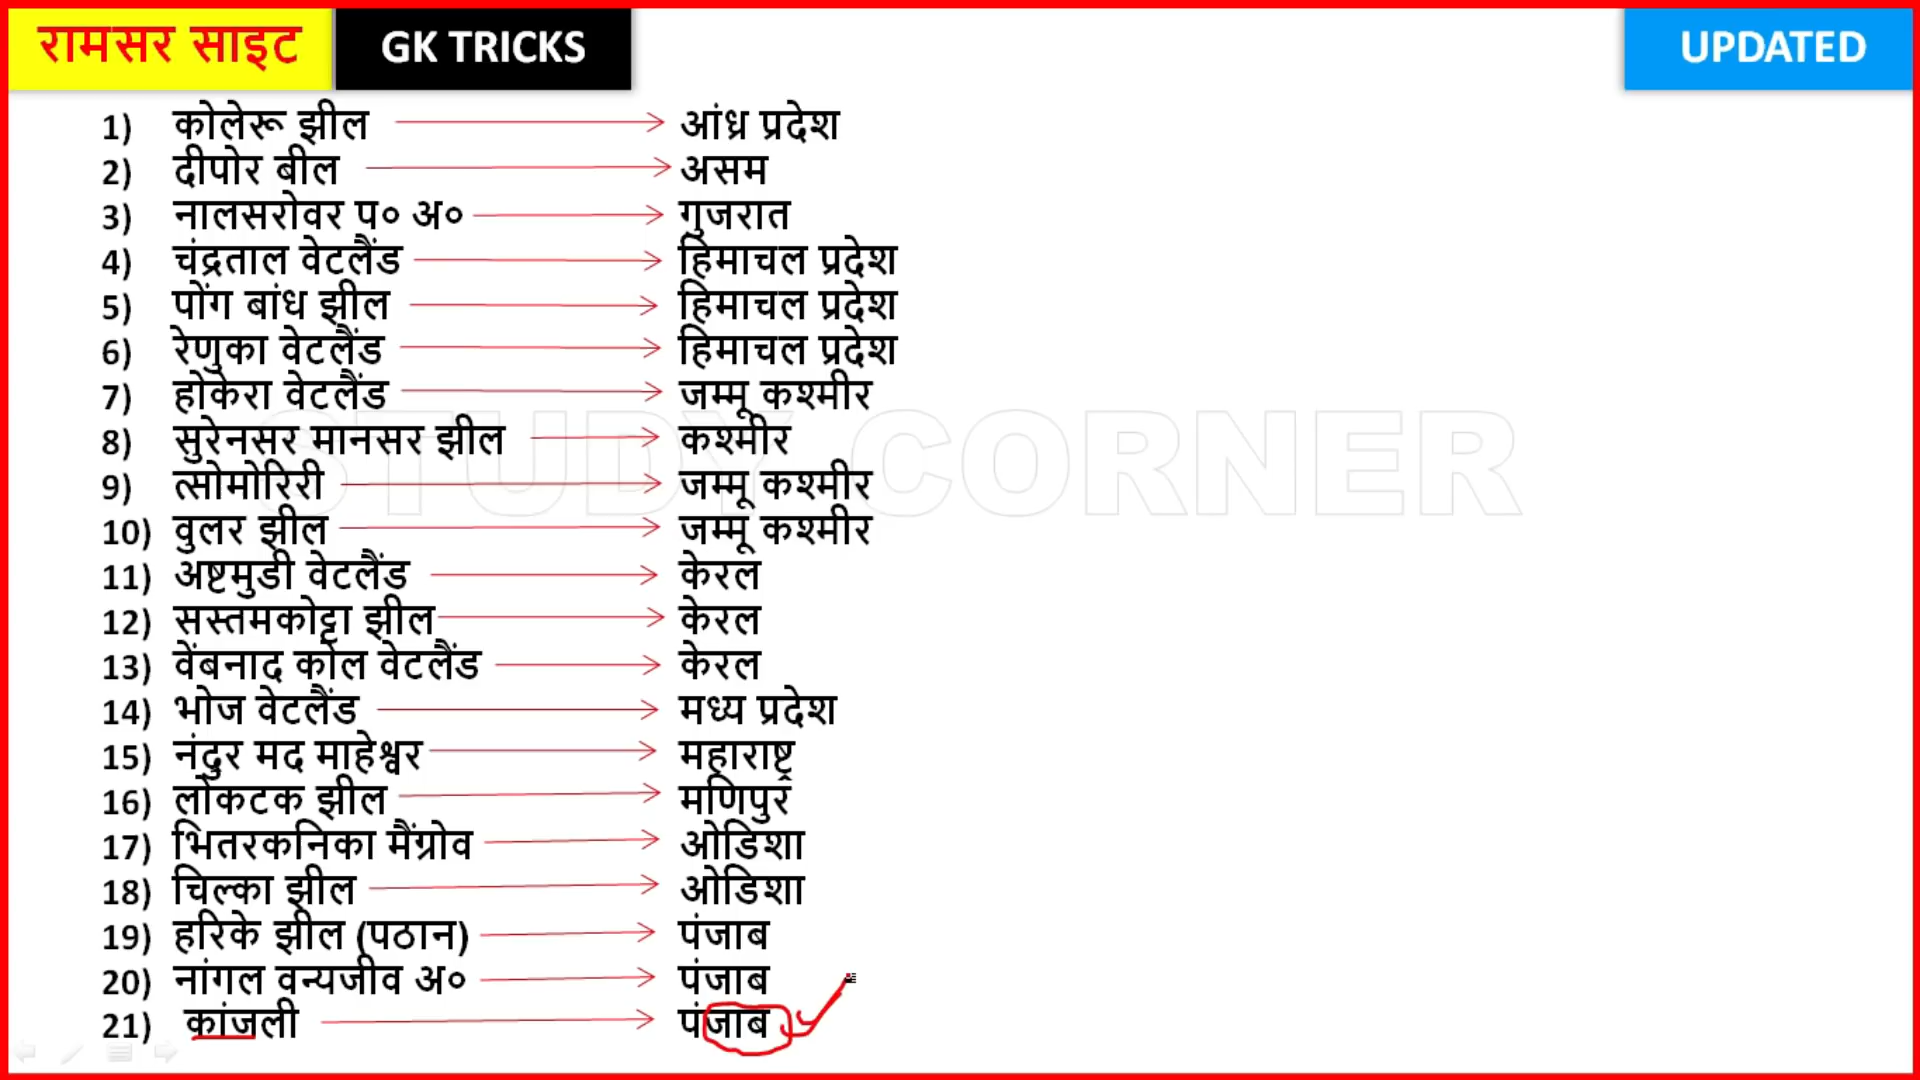 रामसर साइट GK TRICKS UPDATED
1) कोलेरू झील आंध्र प्रदेश
2) दीपोर बील असम
3) नालसरोवर प० अ० गुजरात
4) चंद्रताल वेटलैंड हिमाचल प्रदेश
5) पोंग बांध झील हिमाचल प्रदेश
6) रेणुका वेटलैंड हिमाचल प्रदेश
7) होकेरा वेटलैंड जम्मू कश्मीर
8) सुरेनसर मानसर झील कश्मीर
9) त्सोमोरिरी जम्मू कश्मीर
10) वुलर झील जम्मू कश्मीर
11) अष्टमुडी वेटलैंड केरल
12) सस्तमकोट्टा झील केरल
13) वेंबनाद कोल वेटलैंड केरल
14) भोज वेटलैंड मध्य प्रदेश
15) नंदुर मद माहेश्वर महाराष्ट्र
16) लोकटक झील मणिपुर
17) भितरकनिका मैंग्रोव ओडिशा
18) चिल्का झील ओडिशा
19) हरिके झील (पठान) पंजाब
20) नांगल वन्यजीव अ० पंजाब
21) कांजली पंजाब
STUDY CORNER